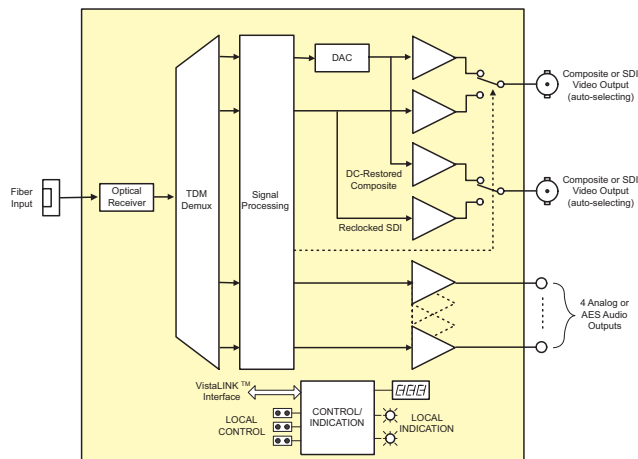 DAC
Composite or SDI
Video Output
(auto-selecting)
Fiber
Input
Optical
Receiver
TDM
Demux
Signal
Processing
DC-Restored
Composite
Reclocked SDI
Composite or SDI
Video Output
(auto-selecting)
4 Analog or
AES Audio
Outputs
VistaLINK TM
Interface
LOCAL
CONTROL
CONTROL/
INDICATION
LOCAL
INDICATION